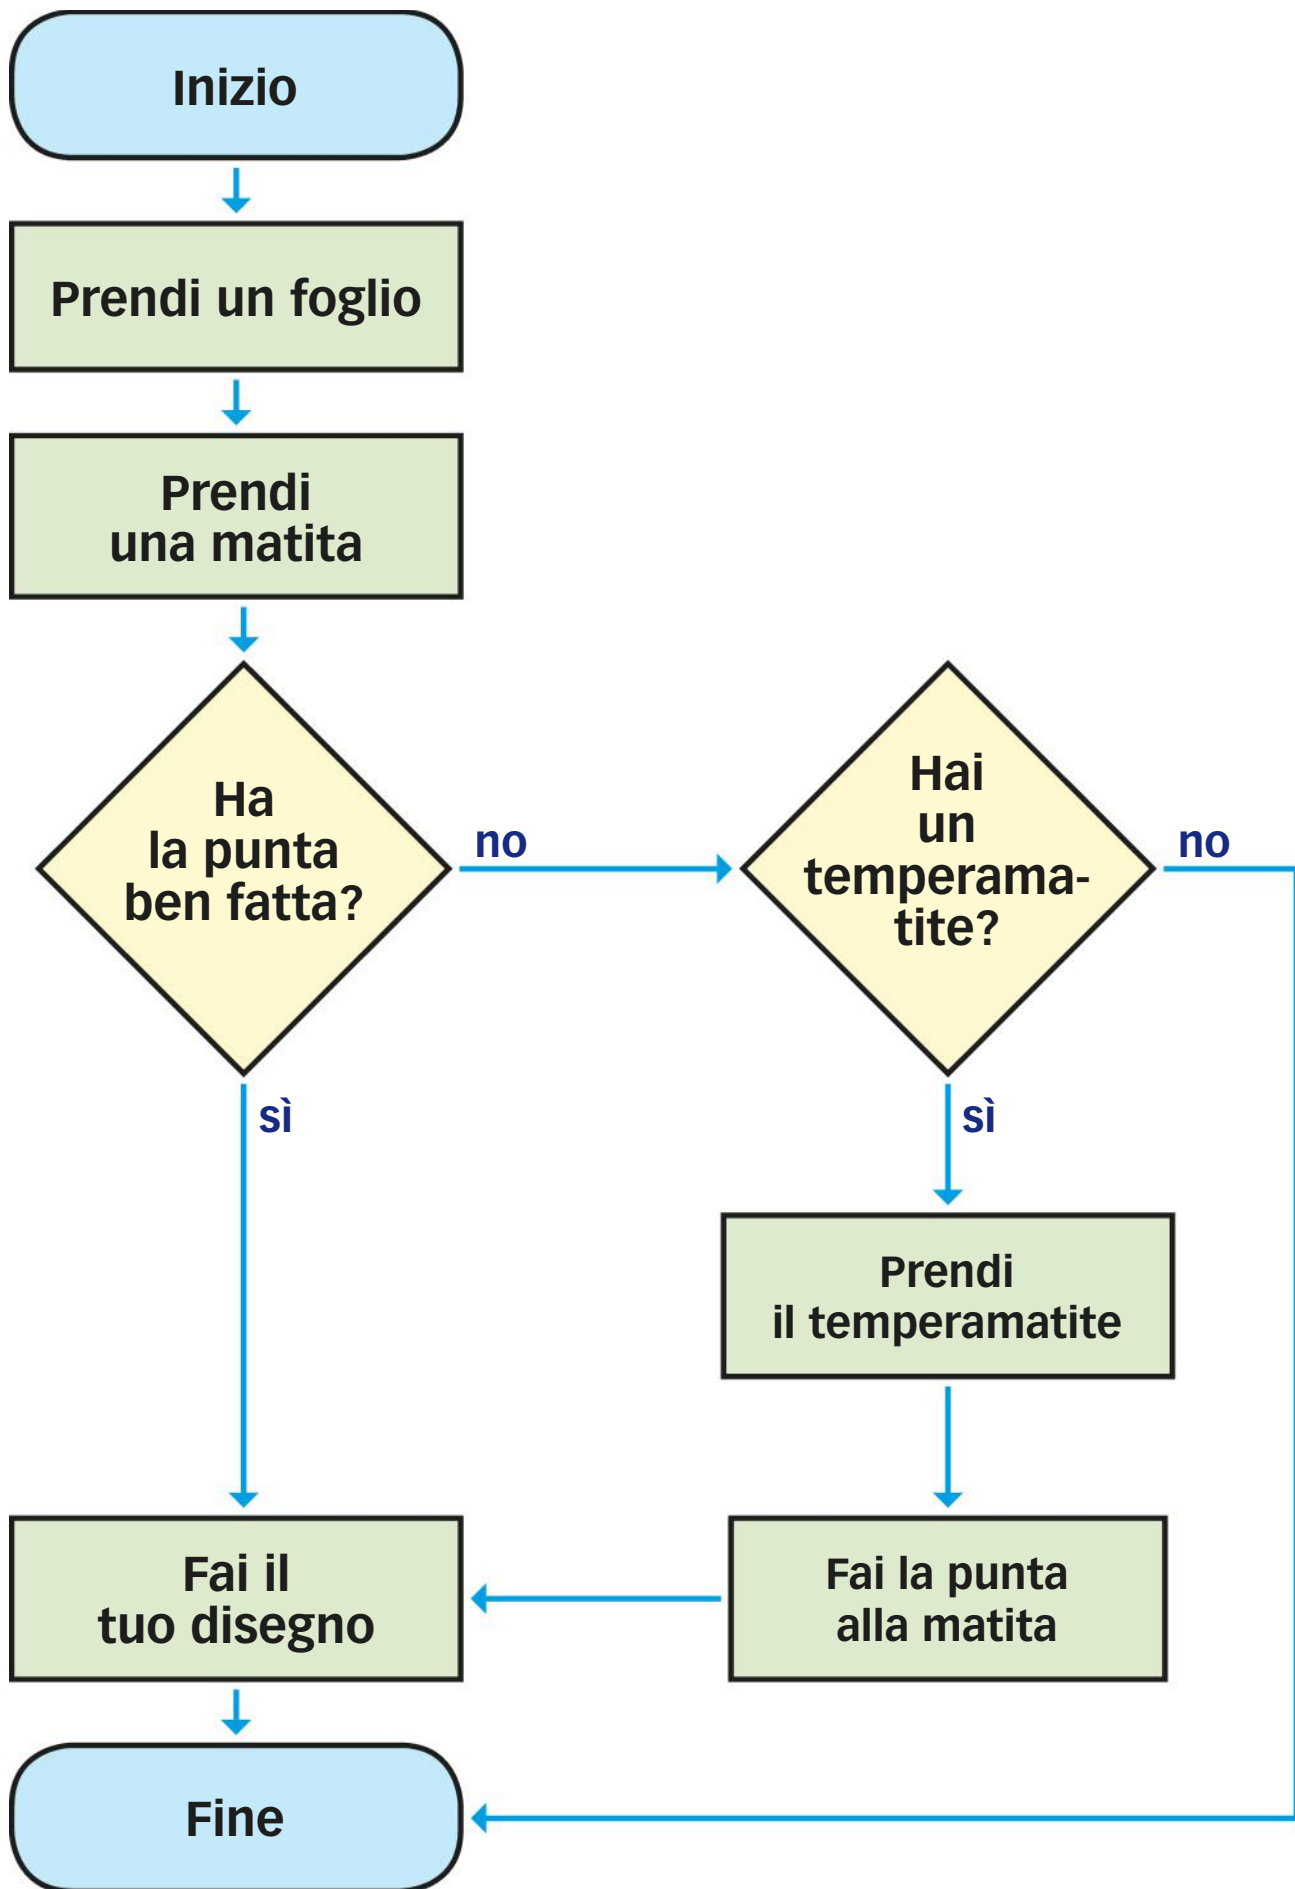 Inizio
Prendi un foglio
Prendi
una matita
Ha
la punta
ben fatta?
no
Hai
un
temperama-
tite?
no
sì
sì
Prendi
il temperamatite
Fai il
tuo disegno
Fai la punta
alla matita
Fine